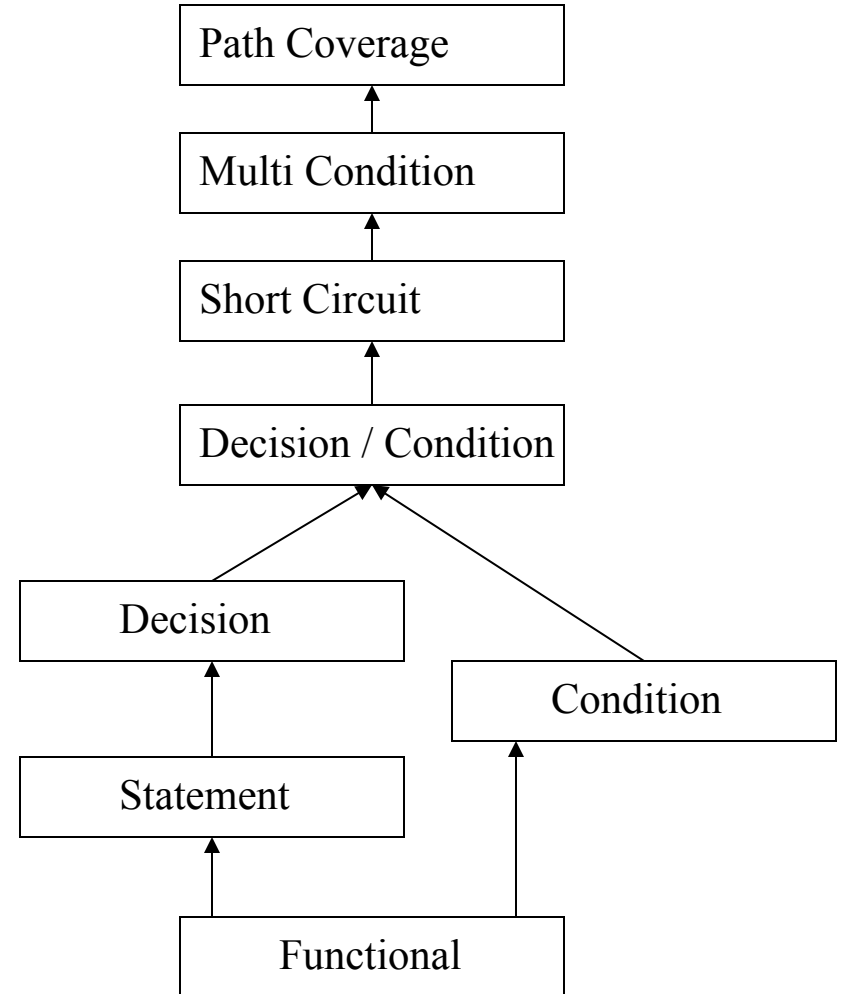 Path Coverage
Multi Condition
Short Circuit
Decision / Condition
Decision
Condition
Statement
Functional